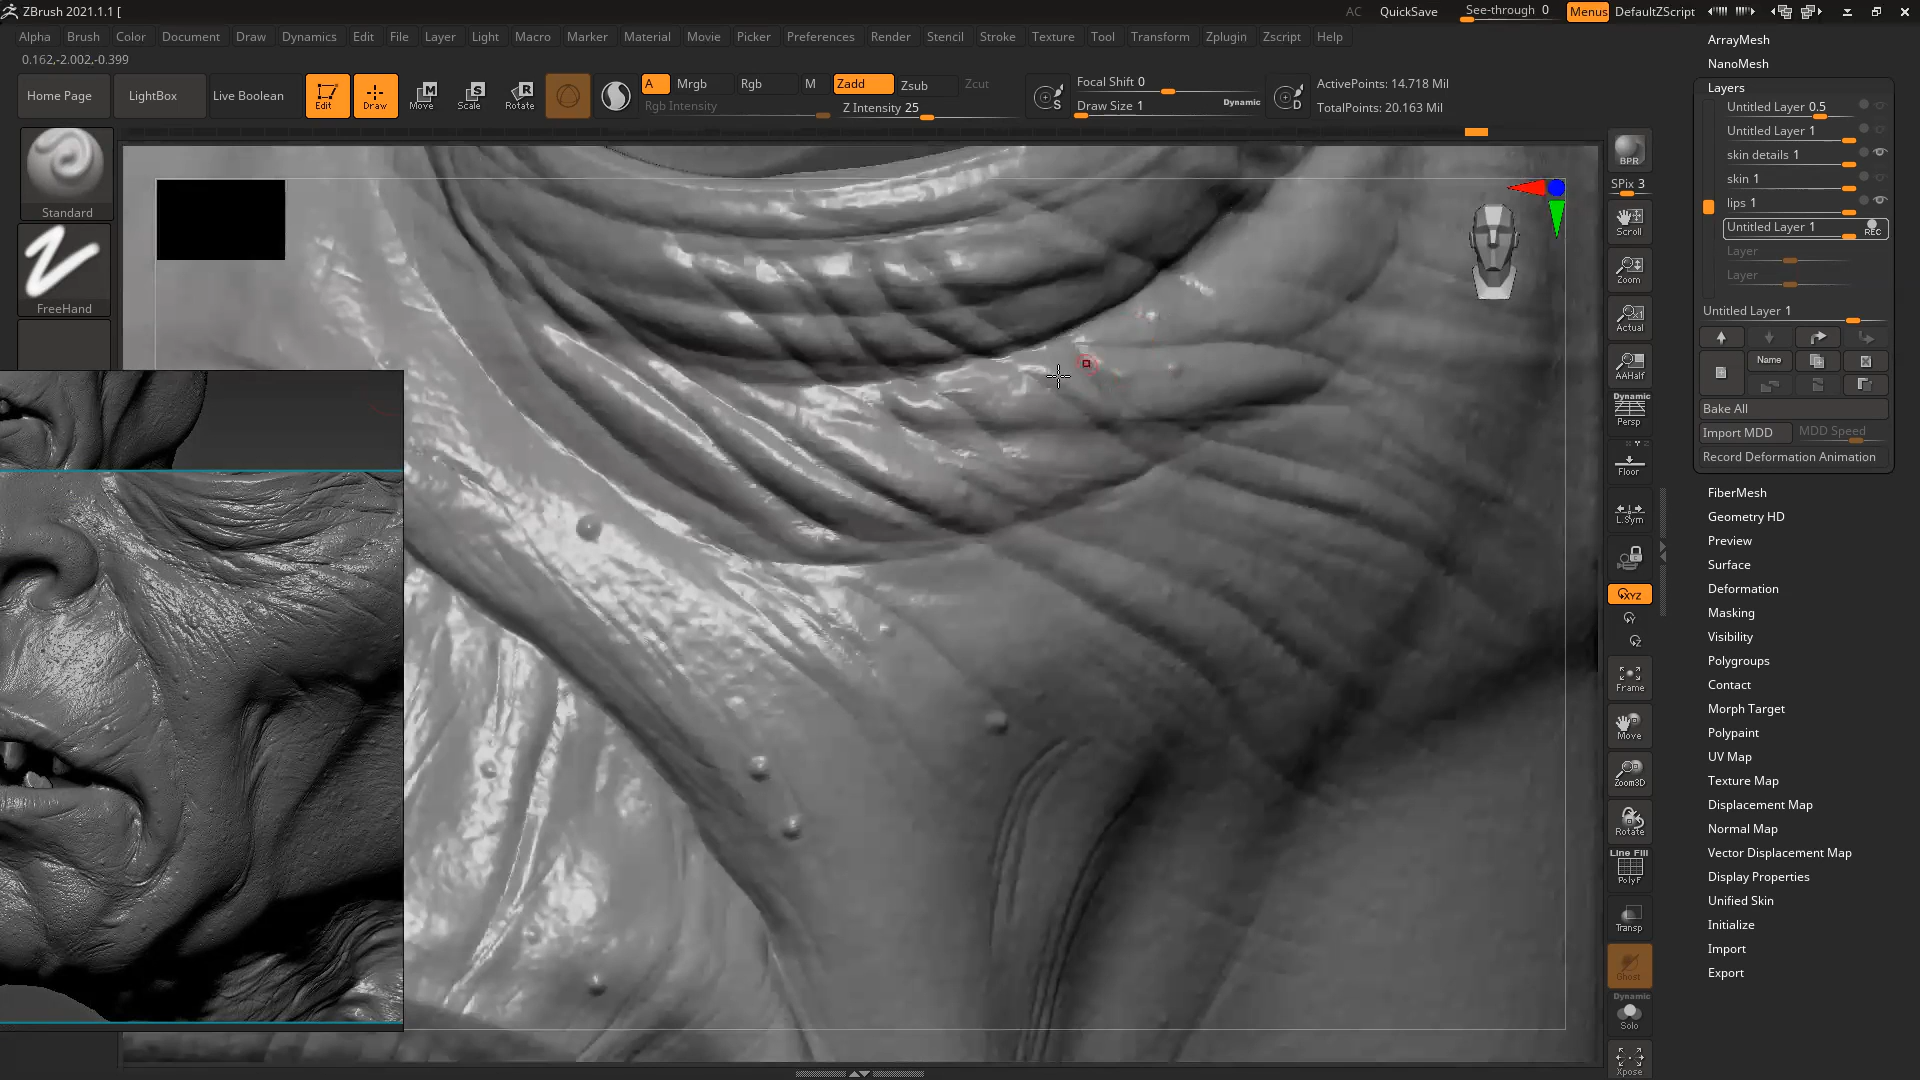 ZBrush 2021.1.1 [
AC QuickSave See-through 0 Menus DefaultZScript
Alpha Brush Color Document Draw Dynamics Edit File Layer Light Macro Marker Material Movie Picker Preferences Render Stencil Stroke Texture Tool Transform Zplugin Zscript Help
0.162,-2.002,-0.399
Home Page LightBox Live Boolean Edit Draw Move Scale Rotate
A Mrgb Rgb M Zadd Zsub Zcut
Rgb Intensity Z Intensity 25
Focal Shift 0
Draw Size 1 Dynamic
ActivePoints: 14.718 Mil
TotalPoints: 20.163 Mil
Standard
FreeHand
BPR
SPix 3
Scroll
Zoom
Actual
AAHalf
Dynamic
Persp
Floor
L.Sym
XYZ
Frame
Move
Zoom3D
Rotate
Line Fill
PolyF
Transp
Ghost
Dynamic
Solo
Xpose
ArrayMesh
NanoMesh
Layers
Untitled Layer 0.5
Untitled Layer 1
skin details 1
skin 1
lips 1
Untitled Layer 1 REC
Layer
Layer
Untitled Layer 1
Name
Bake All
Import MDD MDD Speed
Record Deformation Animation
FiberMesh
Geometry HD
Preview
Surface
Deformation
Masking
Visibility
Polygroups
Contact
Morph Target
Polypaint
UV Map
Texture Map
Displacement Map
Normal Map
Vector Displacement Map
Display Properties
Unified Skin
Initialize
Import
Export